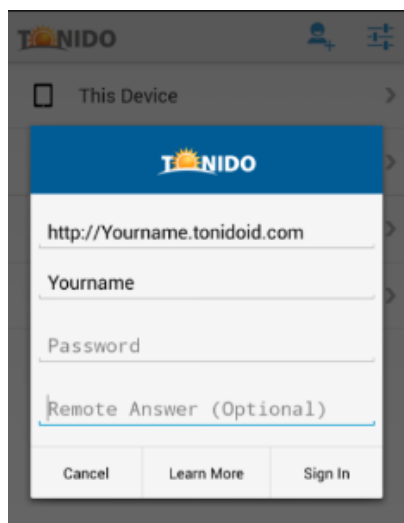 TONIDO
This Device
TONIDO
http://Yourname.tonidoid.com
Yourname
Password
Remote Answer (Optional)
Cancel Learn More Sign In